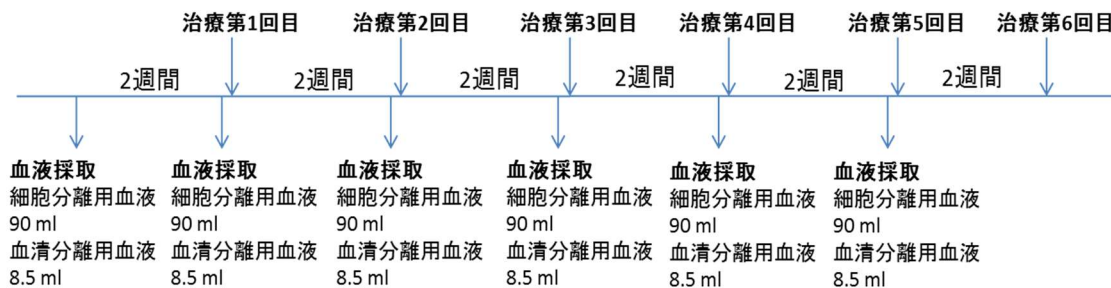 治療第1回目
治療第2回目
治療第3回目
治療第4回目
治療第5回目
治療第6回目
2週間
2週間
2週間
2週間
2週間
2週間
血液採取
細胞分離用血液
90 ml
血清分離用血液
8.5 ml
血液採取
細胞分離用血液
90 ml
血清分離用血液
8.5 ml
血液採取
細胞分離用血液
90 ml
血清分離用血液
8.5 ml
血液採取
細胞分離用血液
90 ml
血清分離用血液
8.5 ml
血液採取
細胞分離用血液
90 ml
血清分離用血液
8.5 ml
血液採取
細胞分離用血液
90 ml
血清分離用血液
8.5 ml